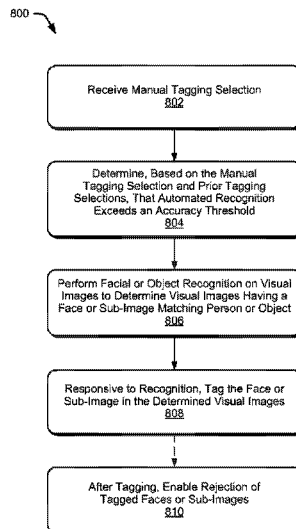 800
Receive Manual Tagging Selection
802
Determine, Based on the Manual
Tagging Selection and Prior Tagging
Selections, That Automated Recognition
Exceeds an Accuracy Threshold
804
Perform Facial or Object Recognition on Visual
Images to Determine Visual Images Having a
Face or Sub-Image Matching Person or Object
806
Responsive to Recognition, Tag the Face or
Sub-Image in the Determined Visual Images
808
After Tagging, Enable Rejection of
Tagged Faces or Sub-Images
810